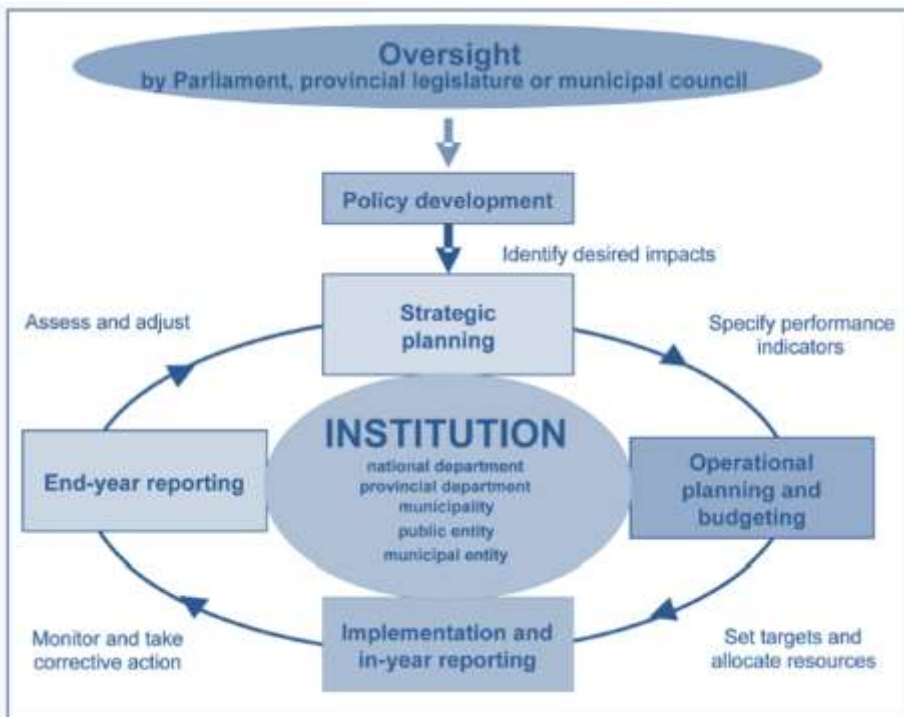 Oversight
by Parliament, provincial legislature or municipal council
Policy development
Identify desired impacts
Strategic
planning
Assess and adjust
Specify performance
indicators
INSTITUTION
national department
provincial department
municipality
public entity
municipal entity
End-year reporting
Operational
planning and
budgeting
Monitor and take
corrective action
Implementation and
in-year reporting
Set targets and
allocate resources